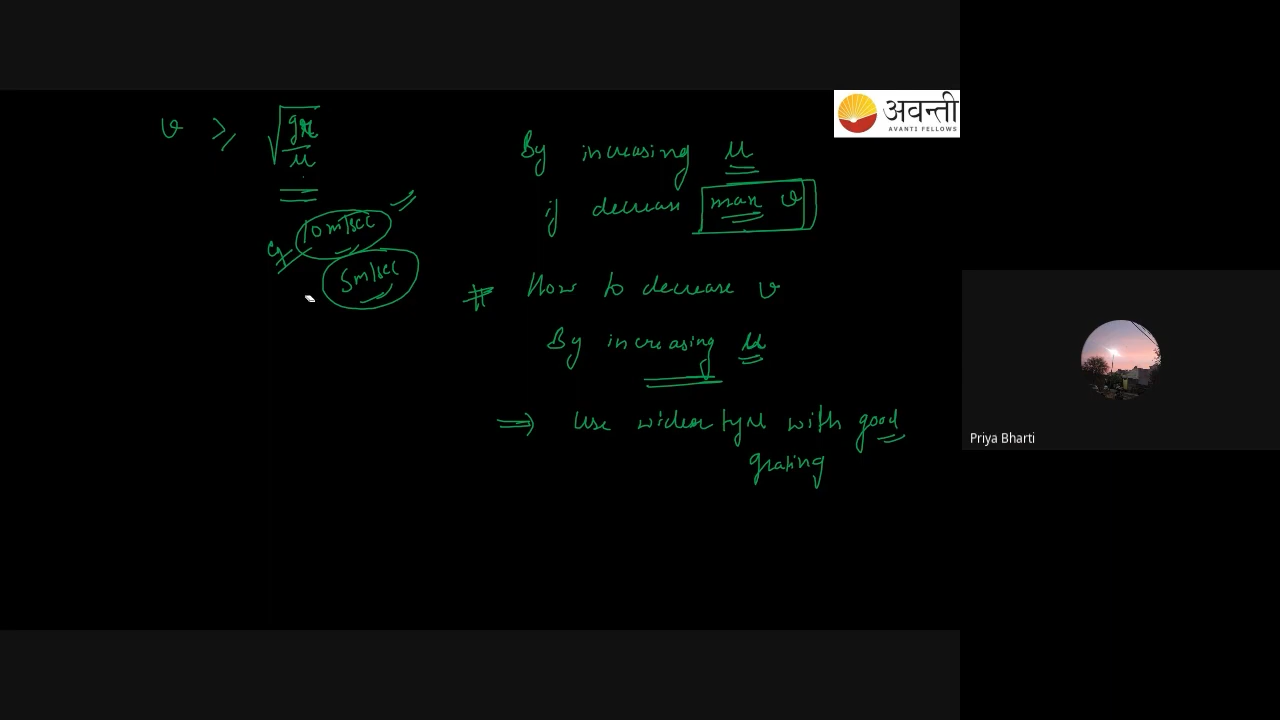 v ⩾ √(gr/μ)
eg 10 m/sec
5 m/sec
By increasing μ
if decrease max v
# How to decrease v
By increasing μ
⇒ Use wider tyre with good
grating
अवन्ती
AVANTI FELLOWS
Priya Bharti